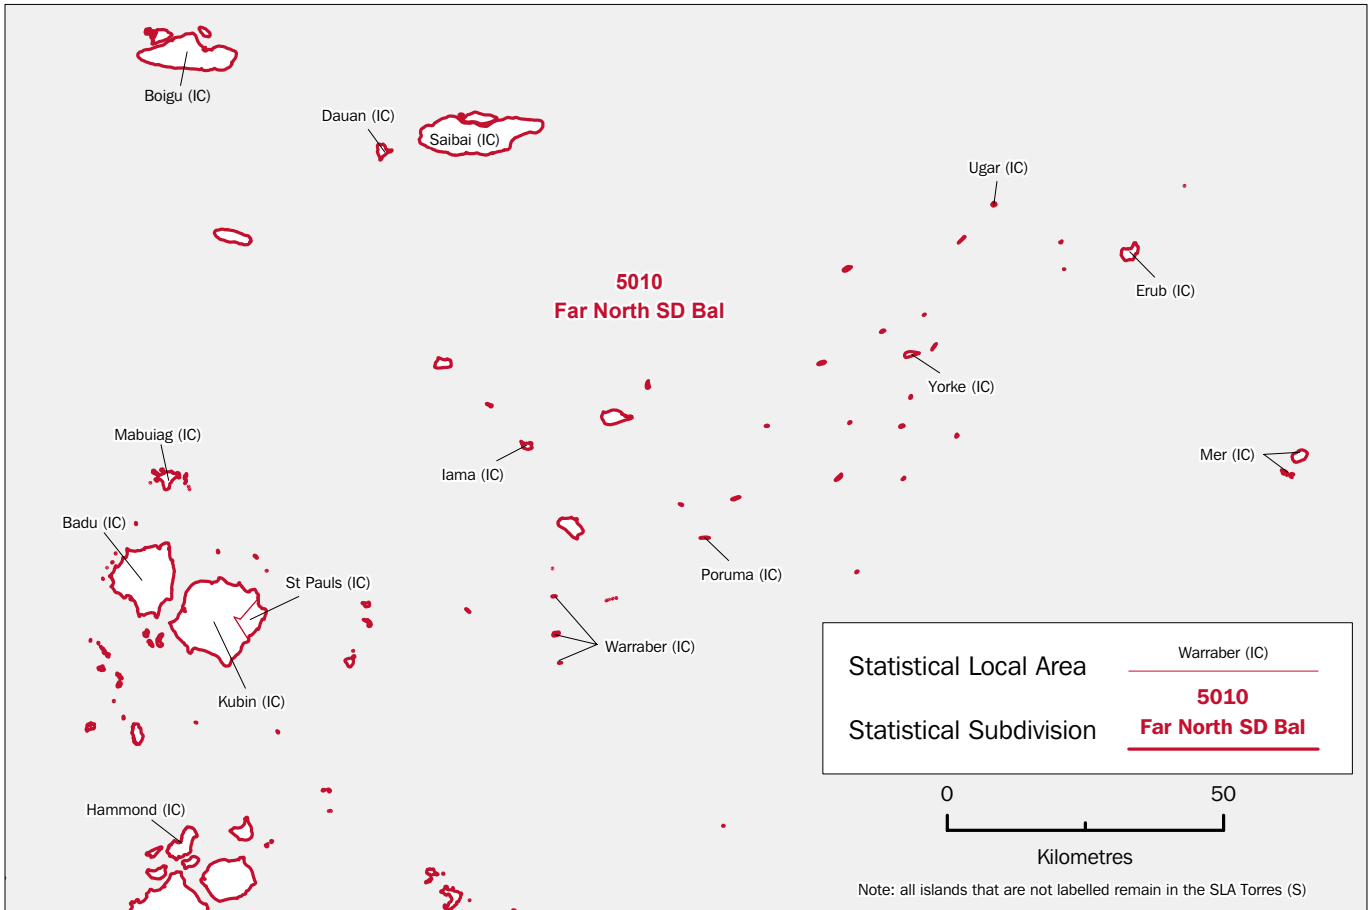 Boigu (IC)
Dauan (IC)
Saibai (IC)
Ugar (IC)
Erub (IC)
5010
Far North SD Bal
Yorke (IC)
Mabuiag (IC)
Iama (IC)
Mer (IC)
Badu (IC)
St Pauls (IC)
Poruma (IC)
Warraber (IC)
Kubin (IC)
Hammond (IC)
Statistical Local Area
Warraber (IC)
Statistical Subdivision
5010
Far North SD Bal
0 50
Kilometres
Note: all islands that are not labelled remain in the SLA Torres (S)